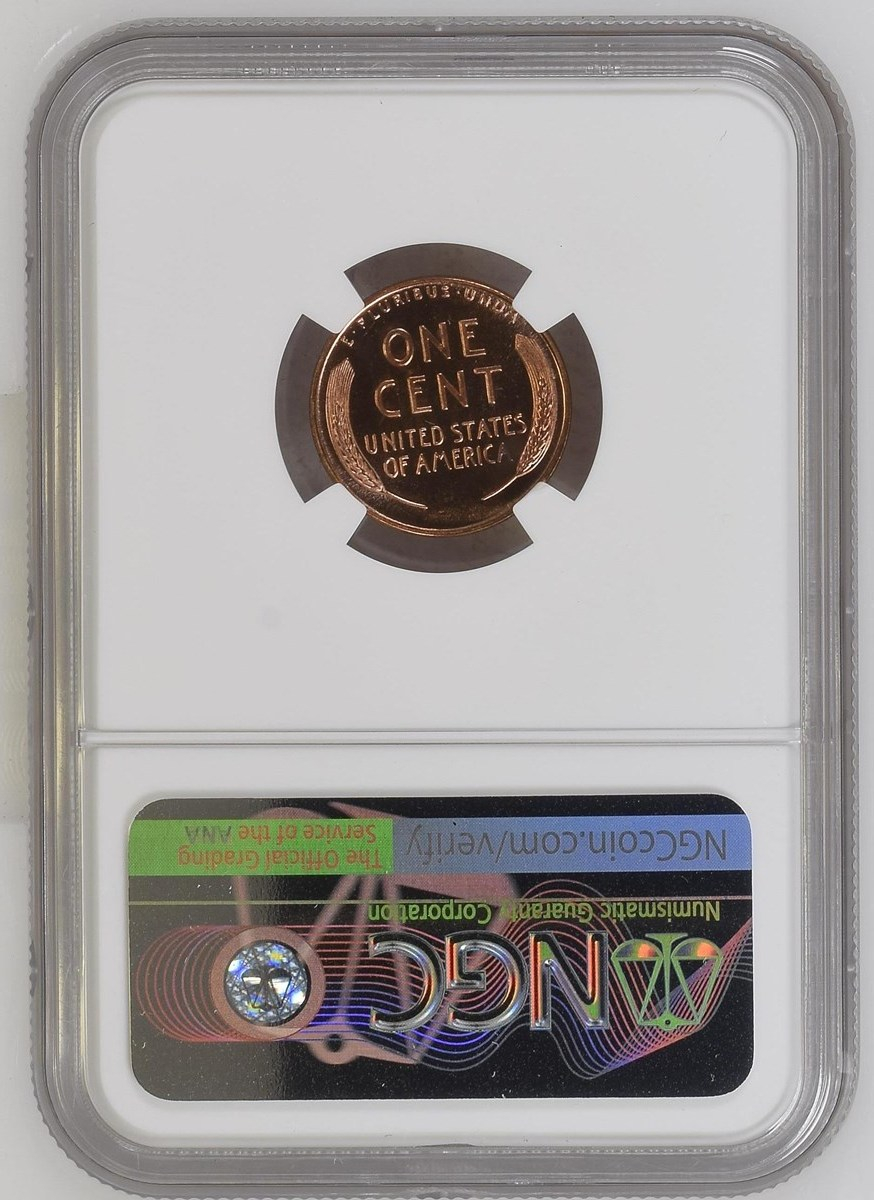 E·PLURIBUS·UNUM
ONE
CENT
UNITED STATES
OF AMERICA
NGCcoin.com/verify
The Official Grading
Service of the ANA
Numismatic Guaranty Corporation
NGC